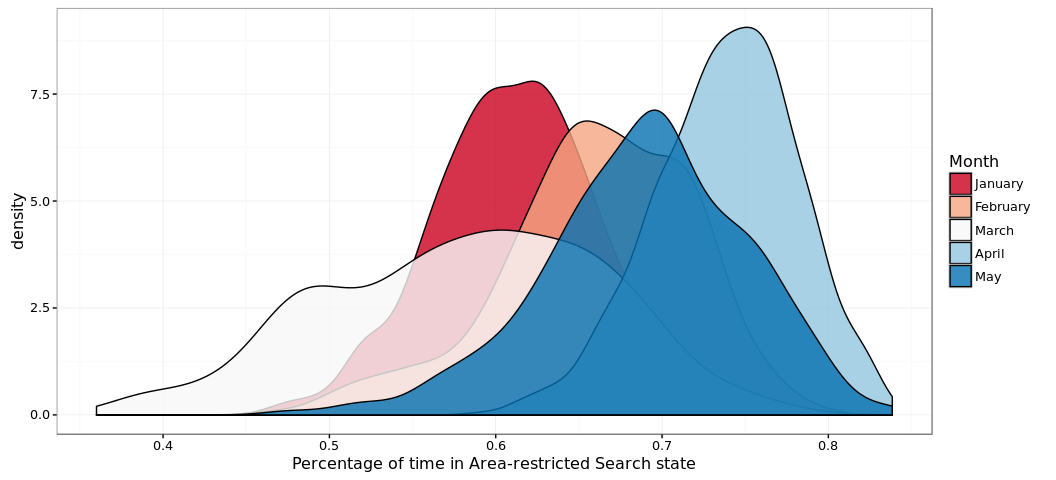 7.5
5.0
2.5
0.0
density
0.4 0.5 0.6 0.7 0.8
Percentage of time in Area-restricted Search state
Month
January
February
March
April
May